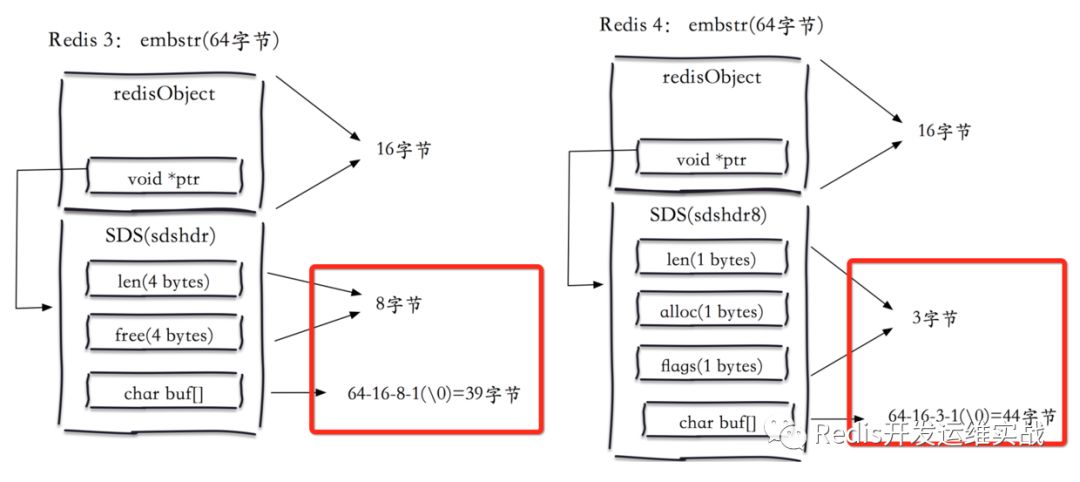 Redis 3： embstr(64字节)
redisObject
16字节
void *ptr
SDS(sdshdr)
len(4 bytes)
8字节
free(4 bytes)
char buf[]
64-16-8-1(\0)=39字节
Redis 4： embstr(64字节)
redisObject
16字节
void *ptr
SDS(sdshdr8)
len(1 bytes)
alloc(1 bytes)
3字节
flags(1 bytes)
char buf[]
64-16-3-1(\0)=44字节
Redis开发运维实战